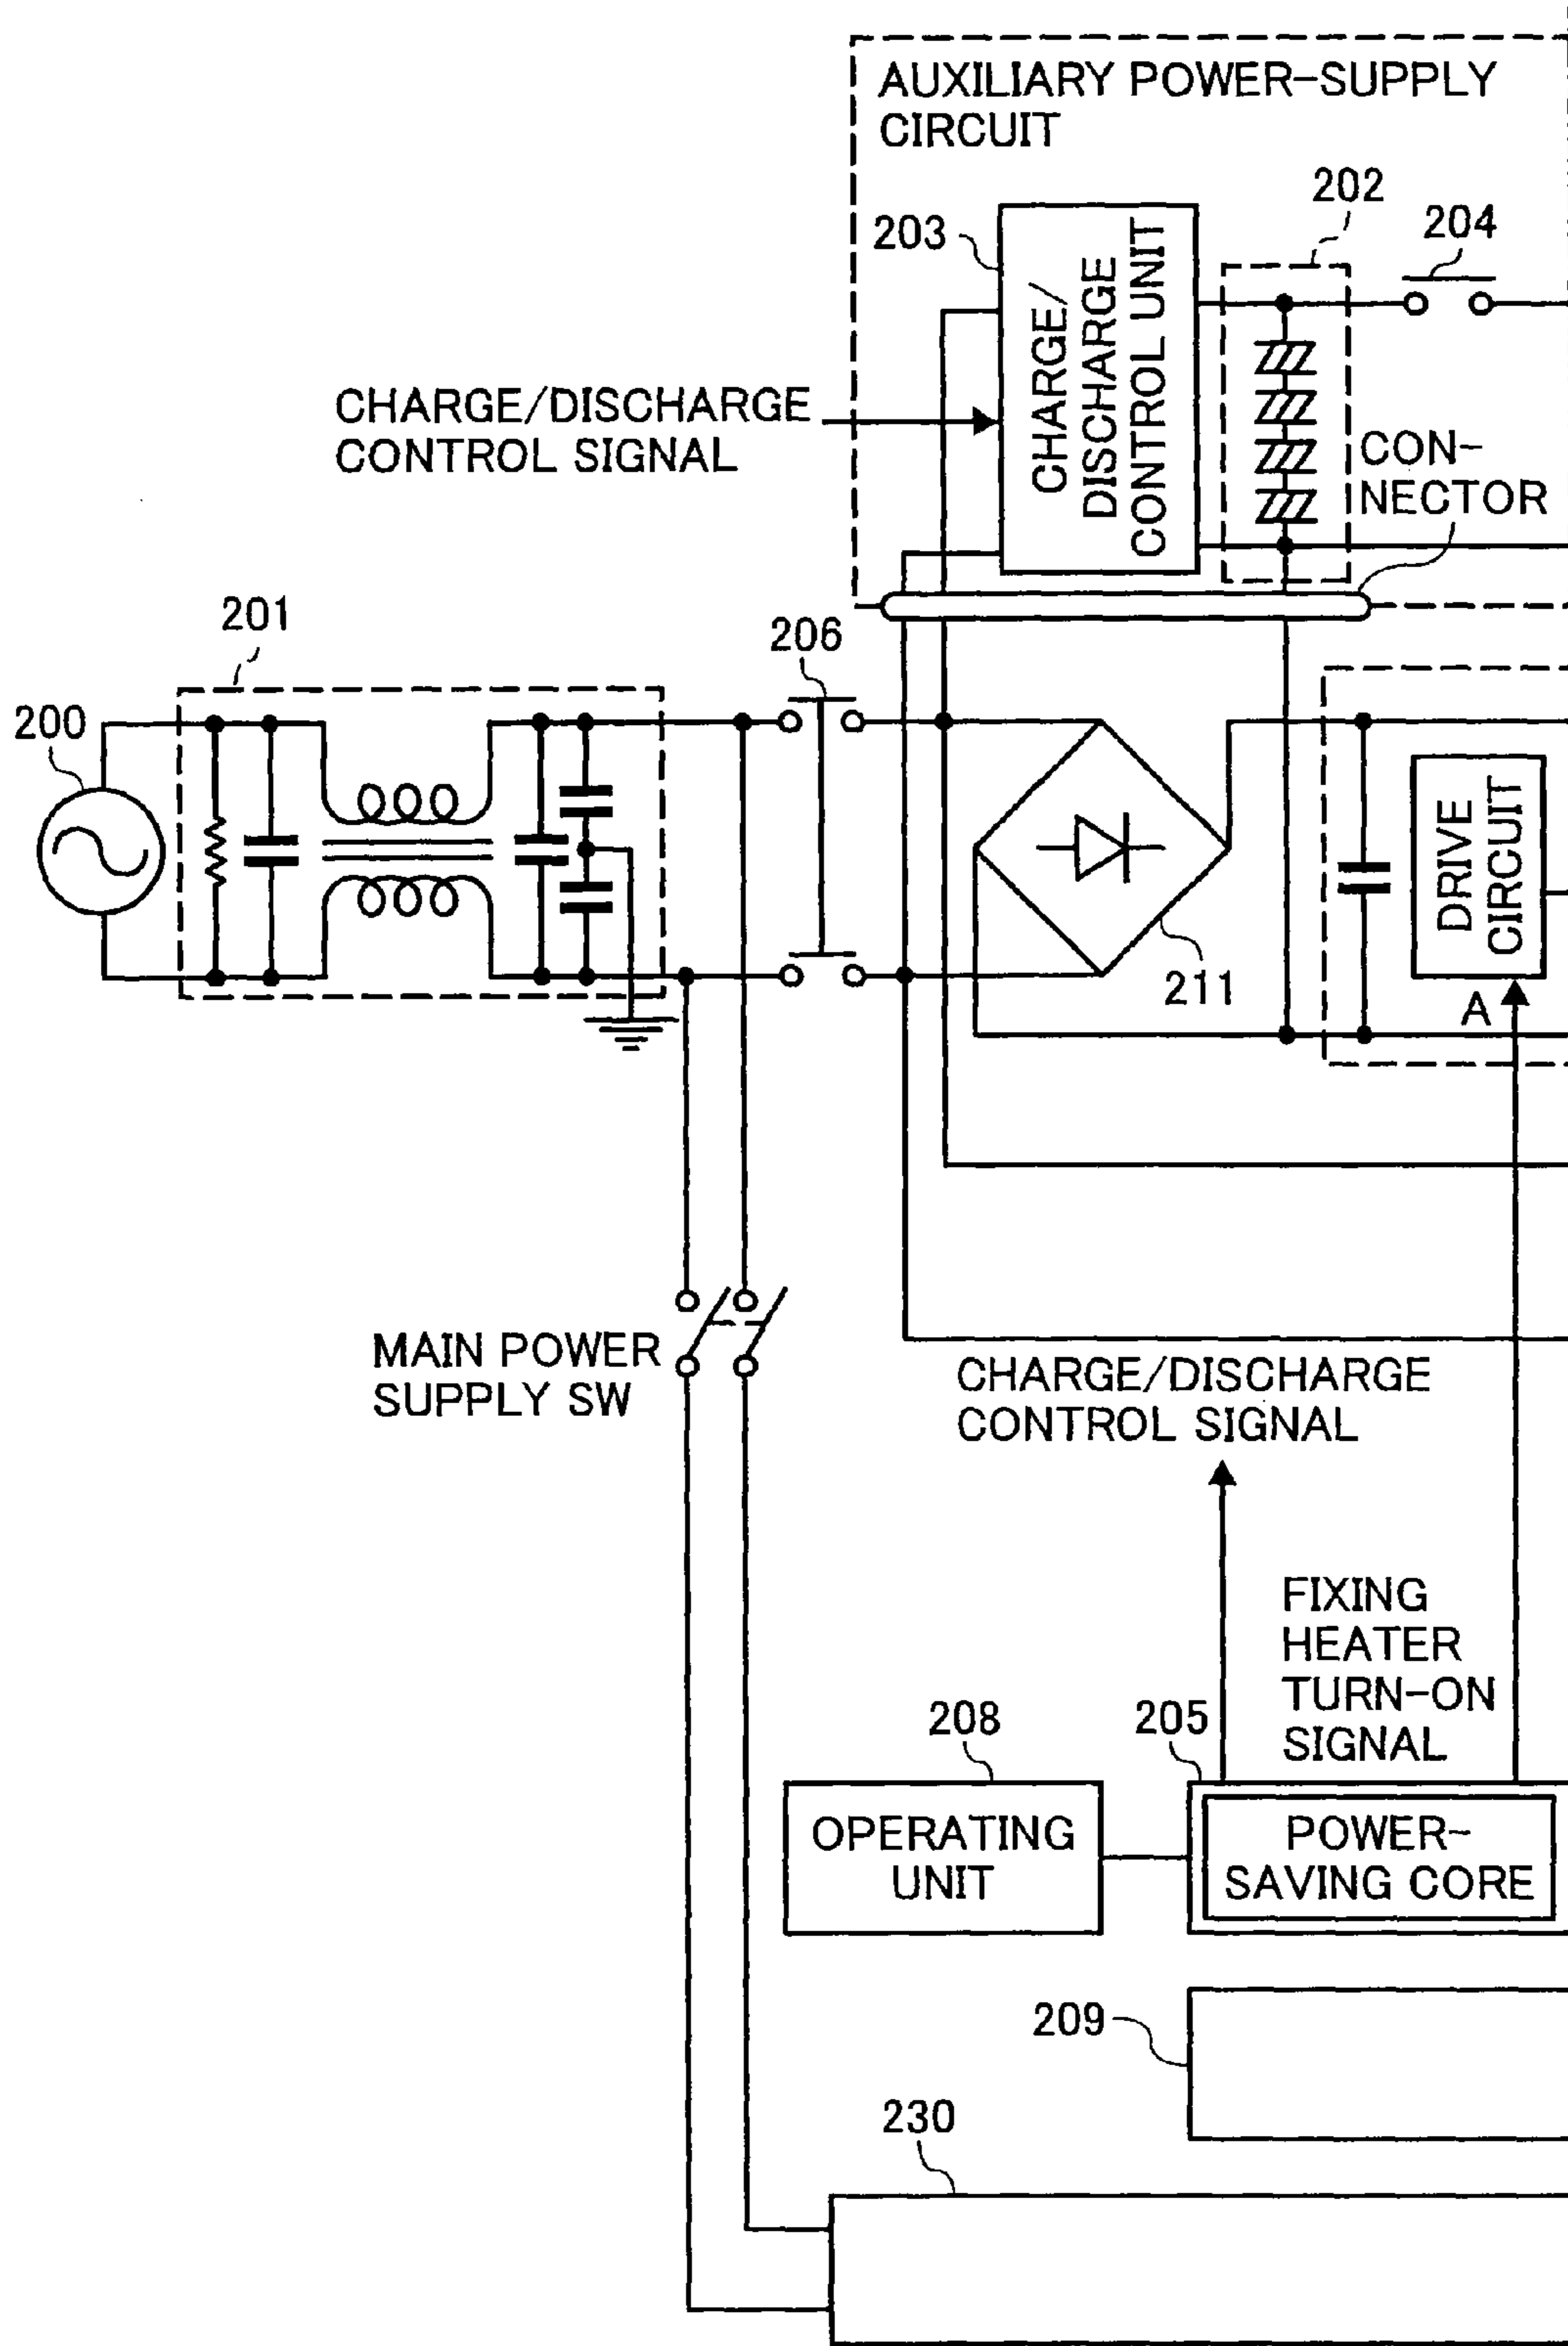 AUXILIARY POWER-SUPPLY
CIRCUIT
202
203
204
CHARGE/
DISCHARGE
CONTROL UNIT
CHARGE/DISCHARGE
CONTROL SIGNAL
CON-
NECTOR
201
206
200
DRIVE
CIRCUIT
211
A
MAIN POWER
SUPPLY SW
CHARGE/DISCHARGE
CONTROL SIGNAL
FIXING
HEATER
TURN-ON
SIGNAL
208
205
OPERATING
UNIT
POWER-
SAVING CORE
209
230